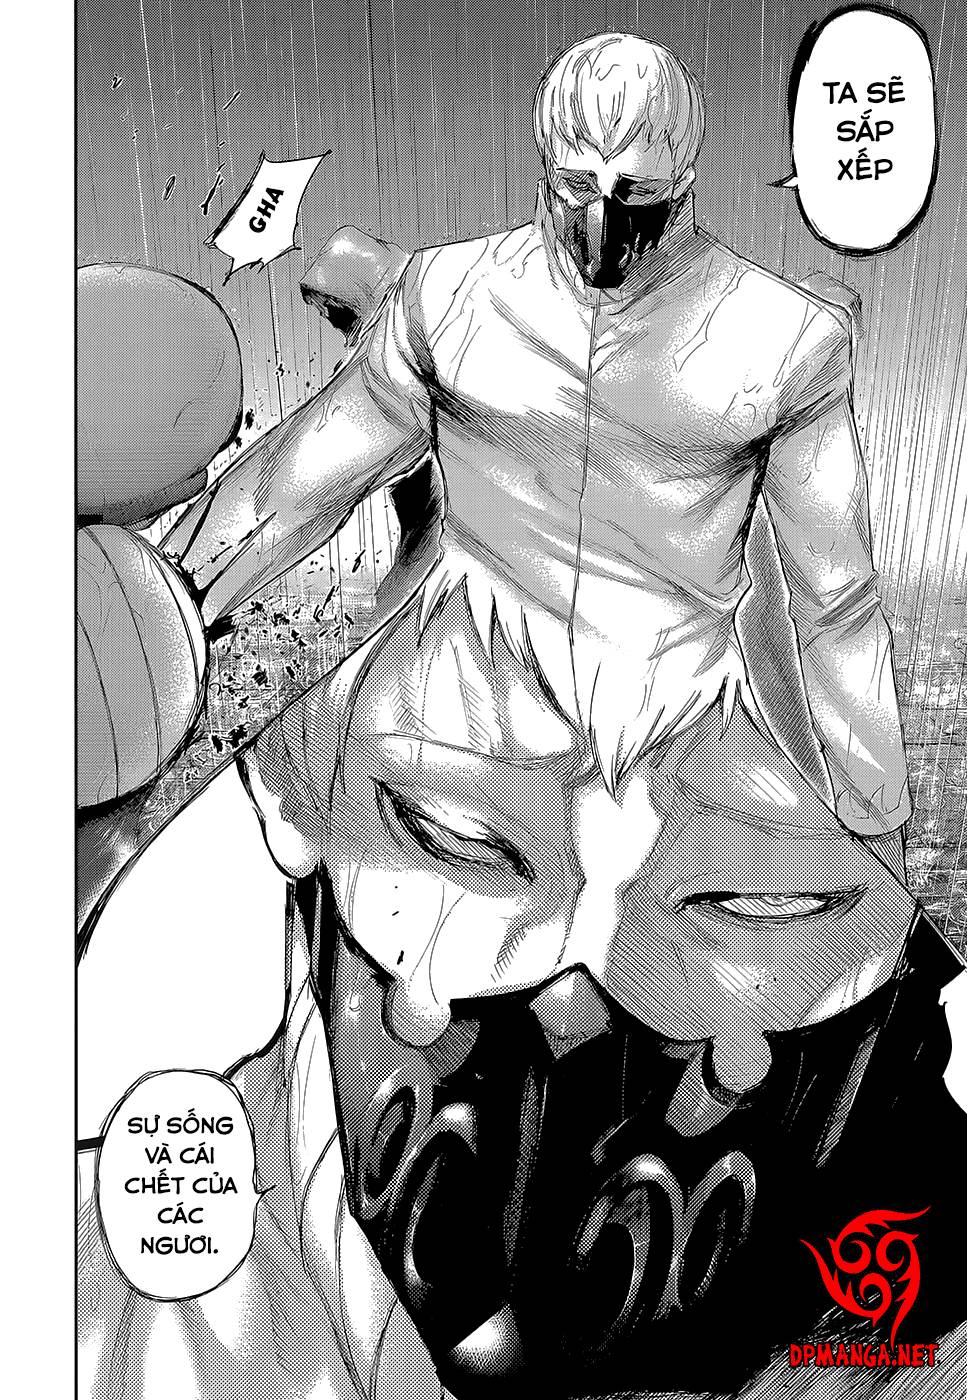 TA SẼ
SẮP
XẾP
GHA
SỰ SỐNG
VÀ CÁI
CHẾT CỦA
CÁC
NGƯƠI.
DPMANGA.NET